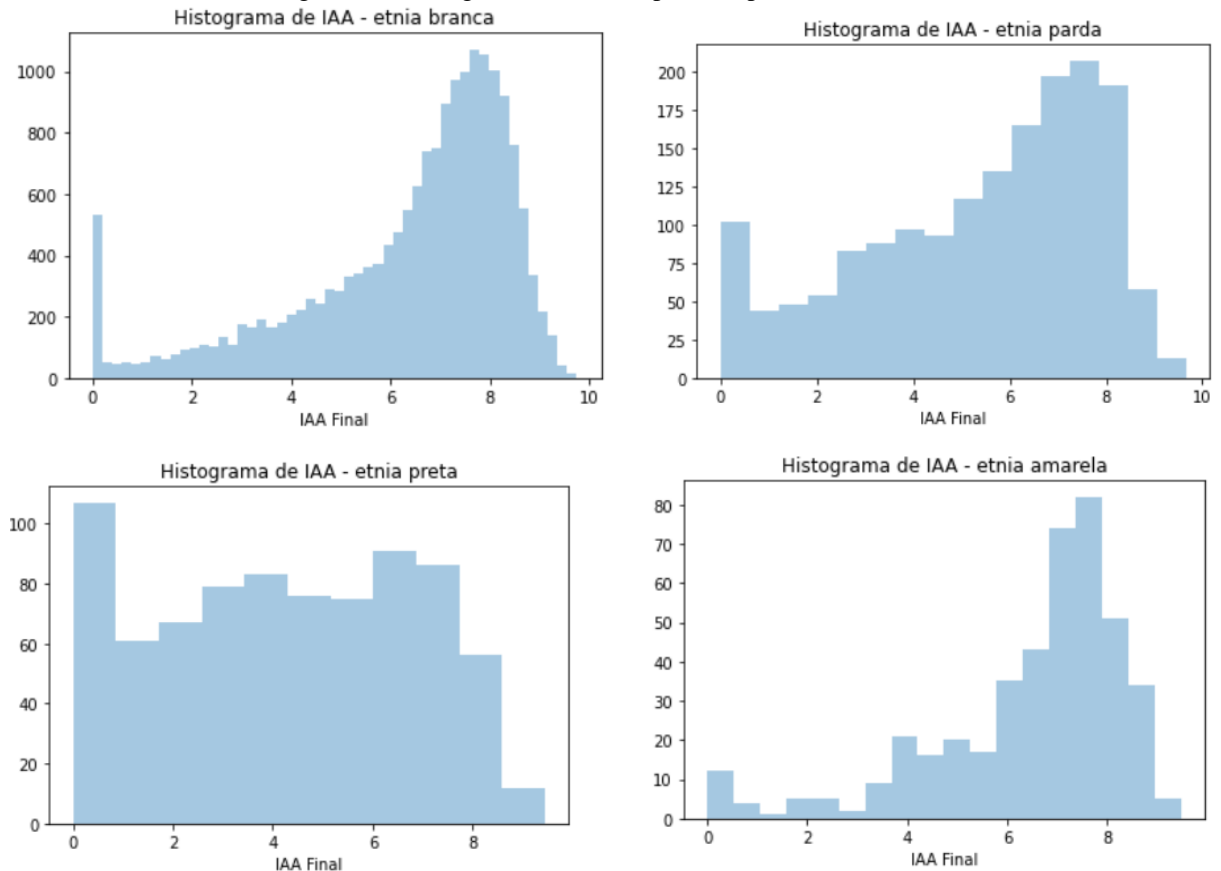 Histograma de IAA - etnia branca
1000
800
600
400
200
0
0 2 4 6 8 10
IAA Final
Histograma de IAA - etnia parda
200
175
150
125
100
75
50
25
0
0 2 4 6 8 10
IAA Final
Histograma de IAA - etnia preta
100
80
60
40
20
0
0 2 4 6 8
IAA Final
Histograma de IAA - etnia amarela
80
70
60
50
40
30
20
10
0
0 2 4 6 8
IAA Final